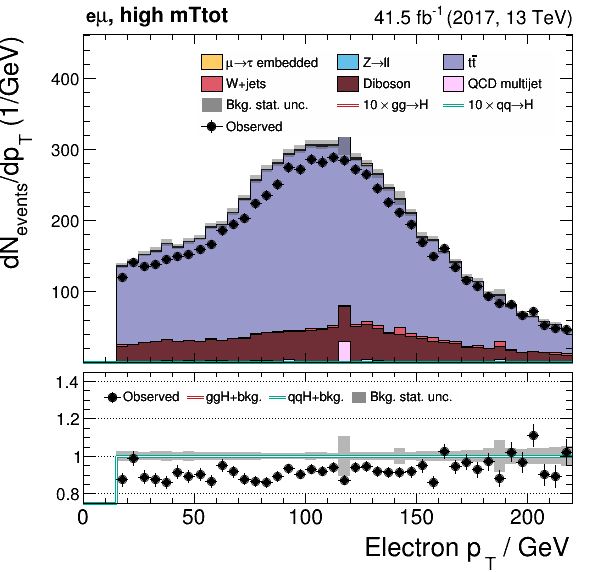 eμ, high mTtot 41.5 fb⁻¹ (2017, 13 TeV)
dN_events/dp_T (1/GeV)
μ→τ embedded Z→ll tt̄
W+jets Diboson QCD multijet
Bkg. stat. unc. 10 × gg→H 10 × qq→H
Observed
400
300
200
100
1.4
Observed ggH+bkg. qqH+bkg. Bkg. stat. unc.
1.2
1
0.8
0 50 100 150 200
Electron p_T / GeV